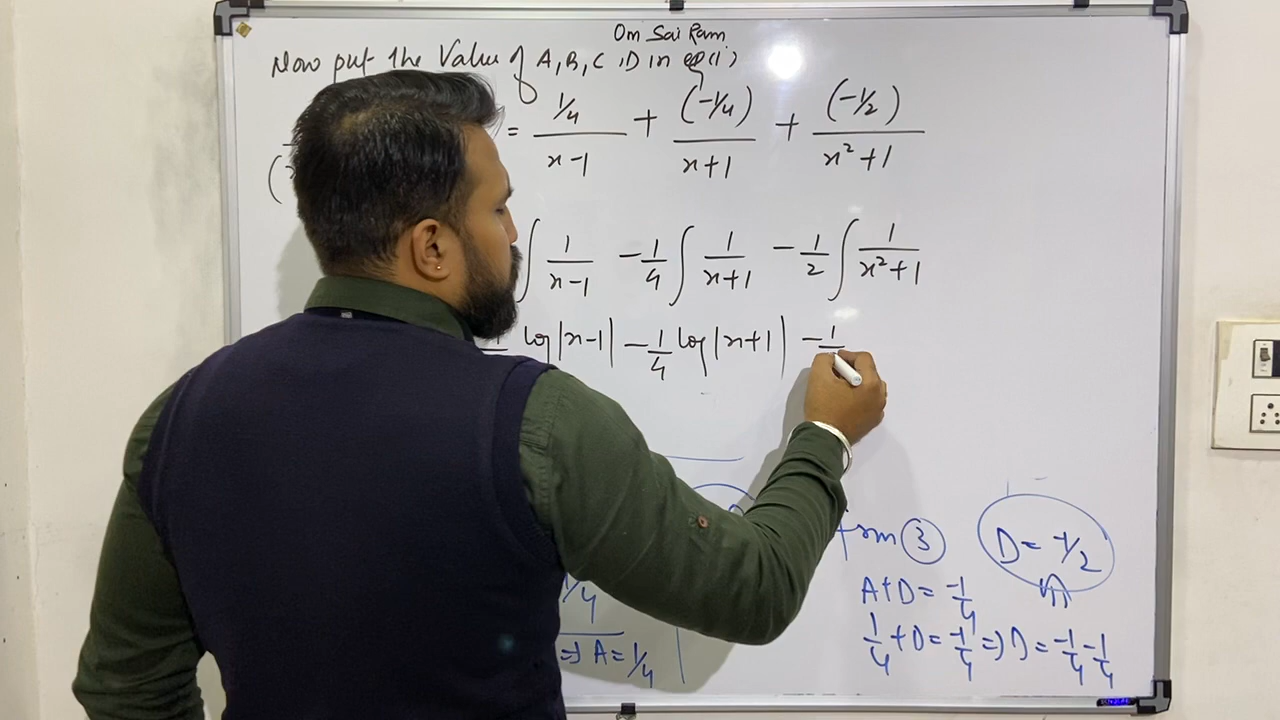 Om Sai Ram
Now put the Value of A, B, C, D in eq(i)
= 1/4 / x-1 + (-1/4) / x+1 + (-1/2) / x²+1
∫ 1/x-1 - 1/4 ∫ 1/x+1 - 1/2 ∫ 1/x²+1
log|x-1| - 1/4 log|x+1| - 1/
③ D = -1/2
A+D = -1/4
1/4 + D = -1/4 => D = -1/4 - 1/4
1/4
=> A = 1/4